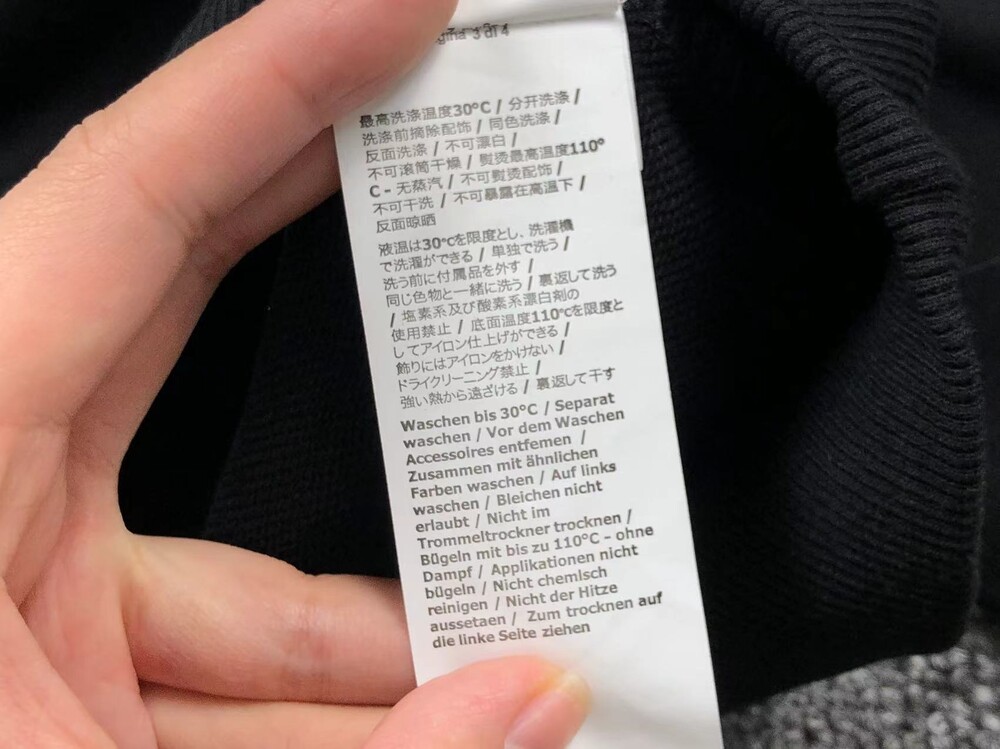 gina 3 di 4
最高洗涤温度30°C / 分开洗涤 /
洗涤前摘除配饰 / 同色洗涤 /
反面洗涤 / 不可漂白 /
不可滚筒干燥 / 熨烫最高温度110°
C - 无蒸汽 / 不可熨烫配饰 /
不可干洗 / 不可暴露在高温下 /
反面晾晒
液温は30℃を限度とし、洗濯機
で洗濯ができる / 単独で洗う /
洗う前に付属品を外す /
同じ色物と一緒に洗う / 裏返して洗う
/ 塩素系及び酸素系漂白剤の
使用禁止 / 底面温度110℃を限度と
してアイロン仕上げができる /
飾りにはアイロンをかけない /
ドライクリーニング禁止 /
強い熱から遠ざける / 裏返して干す
Waschen bis 30°C / Separat
waschen / Vor dem Waschen
Accessoires entfemen /
Zusammen mit ähnlichen
Farben waschen / Auf links
waschen / Bleichen nicht
erlaubt / Nicht im
Trommeltrockner trocknen /
Bügeln mit bis zu 110°C – ohne
Dampf / Applikationen nicht
bügeln / Nicht chemisch
reinigen / Nicht der Hitze
aussetaen / Zum trocknen auf
die linke Seite ziehen